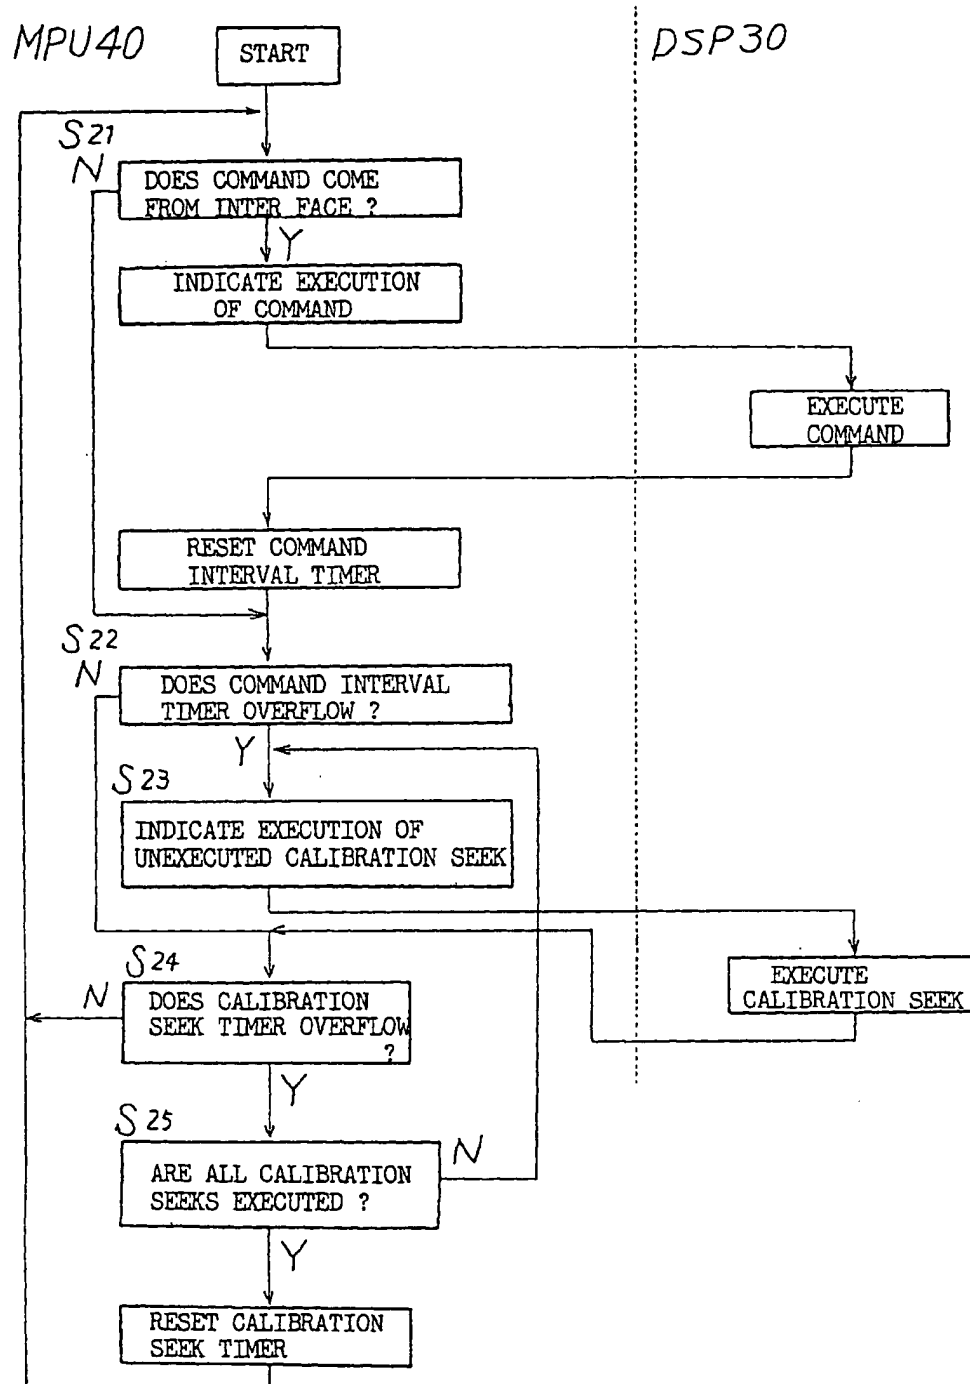 MPU40
DSP30
START
S21
N
DOES COMMAND COME
FROM INTER FACE ?
Y
INDICATE EXECUTION
OF COMMAND
EXECUTE
COMMAND
RESET COMMAND
INTERVAL TIMER
S22
N
DOES COMMAND INTERVAL
TIMER OVERFLOW ?
Y
S23
INDICATE EXECUTION OF
UNEXECUTED CALIBRATION SEEK
EXECUTE
CALIBRATION SEEK
S24
N
DOES CALIBRATION
SEEK TIMER OVERFLOW
?
Y
S25
N
ARE ALL CALIBRATION
SEEKS EXECUTED ?
Y
RESET CALIBRATION
SEEK TIMER